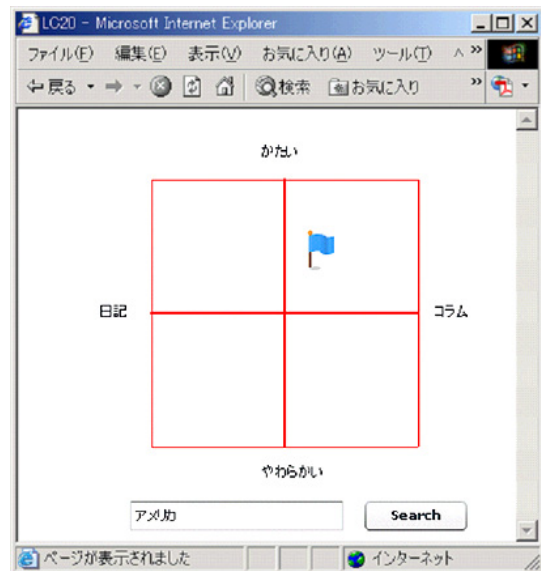 LC20 - Microsoft Internet Explorer
ファイル(F) 編集(E) 表示(V) お気に入り(A) ツール(T) »
戻る 検索 お気に入り »
かたい
日記 コラム
やわらかい
アメリカ Search
ページが表示されました インターネット